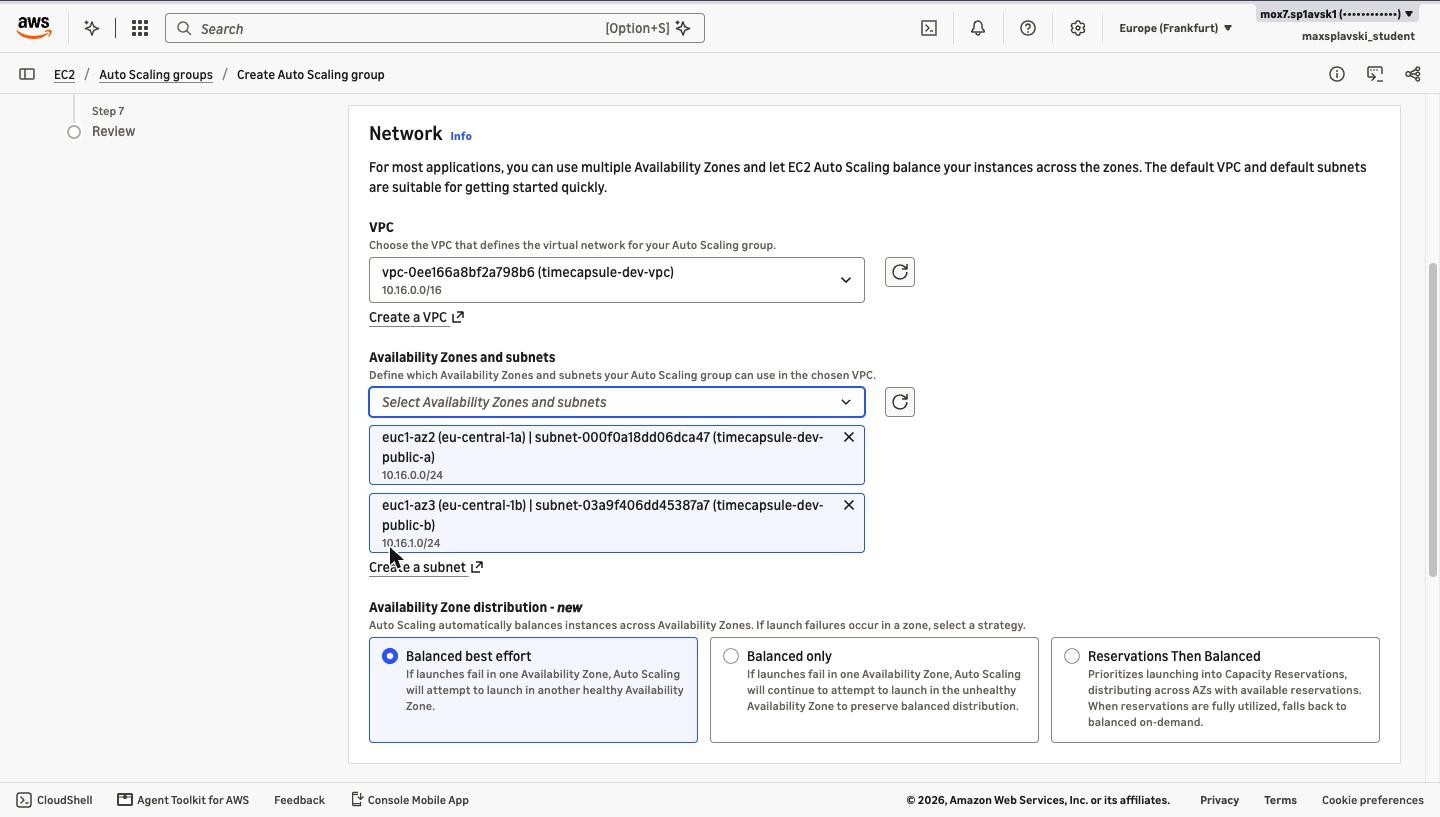 aws
Search
[Option+S]
Europe (Frankfurt)
mox7.sp1avsk1 (••••••••••••)
maxsplavski_student
EC2 / Auto Scaling groups / Create Auto Scaling group
Step 7
Review
Network Info
For most applications, you can use multiple Availability Zones and let EC2 Auto Scaling balance your instances across the zones. The default VPC and default subnets
are suitable for getting started quickly.
VPC
Choose the VPC that defines the virtual network for your Auto Scaling group.
vpc-0ee166a8bf2a798b6 (timecapsule-dev-vpc)
10.16.0.0/16
Create a VPC
Availability Zones and subnets
Define which Availability Zones and subnets your Auto Scaling group can use in the chosen VPC.
Select Availability Zones and subnets
euc1-az2 (eu-central-1a) | subnet-000f0a18dd06dca47 (timecapsule-dev-
public-a)
10.16.0.0/24
euc1-az3 (eu-central-1b) | subnet-03a9f406dd45387a7 (timecapsule-dev-
public-b)
10.16.1.0/24
Create a subnet
Availability Zone distribution - new
Auto Scaling automatically balances instances across Availability Zones. If launch failures occur in a zone, select a strategy.
Balanced best effort
If launches fail in one Availability Zone, Auto Scaling
will attempt to launch in another healthy Availability
Zone.
Balanced only
If launches fail in one Availability Zone, Auto Scaling
will continue to attempt to launch in the unhealthy
Availability Zone to preserve balanced distribution.
Reservations Then Balanced
Prioritizes launching into Capacity Reservations,
distributing across AZs with available reservations.
When reservations are fully utilized, falls back to
balanced on-demand.
CloudShell
Agent Toolkit for AWS
Feedback
Console Mobile App
© 2026, Amazon Web Services, Inc. or its affiliates.
Privacy
Terms
Cookie preferences